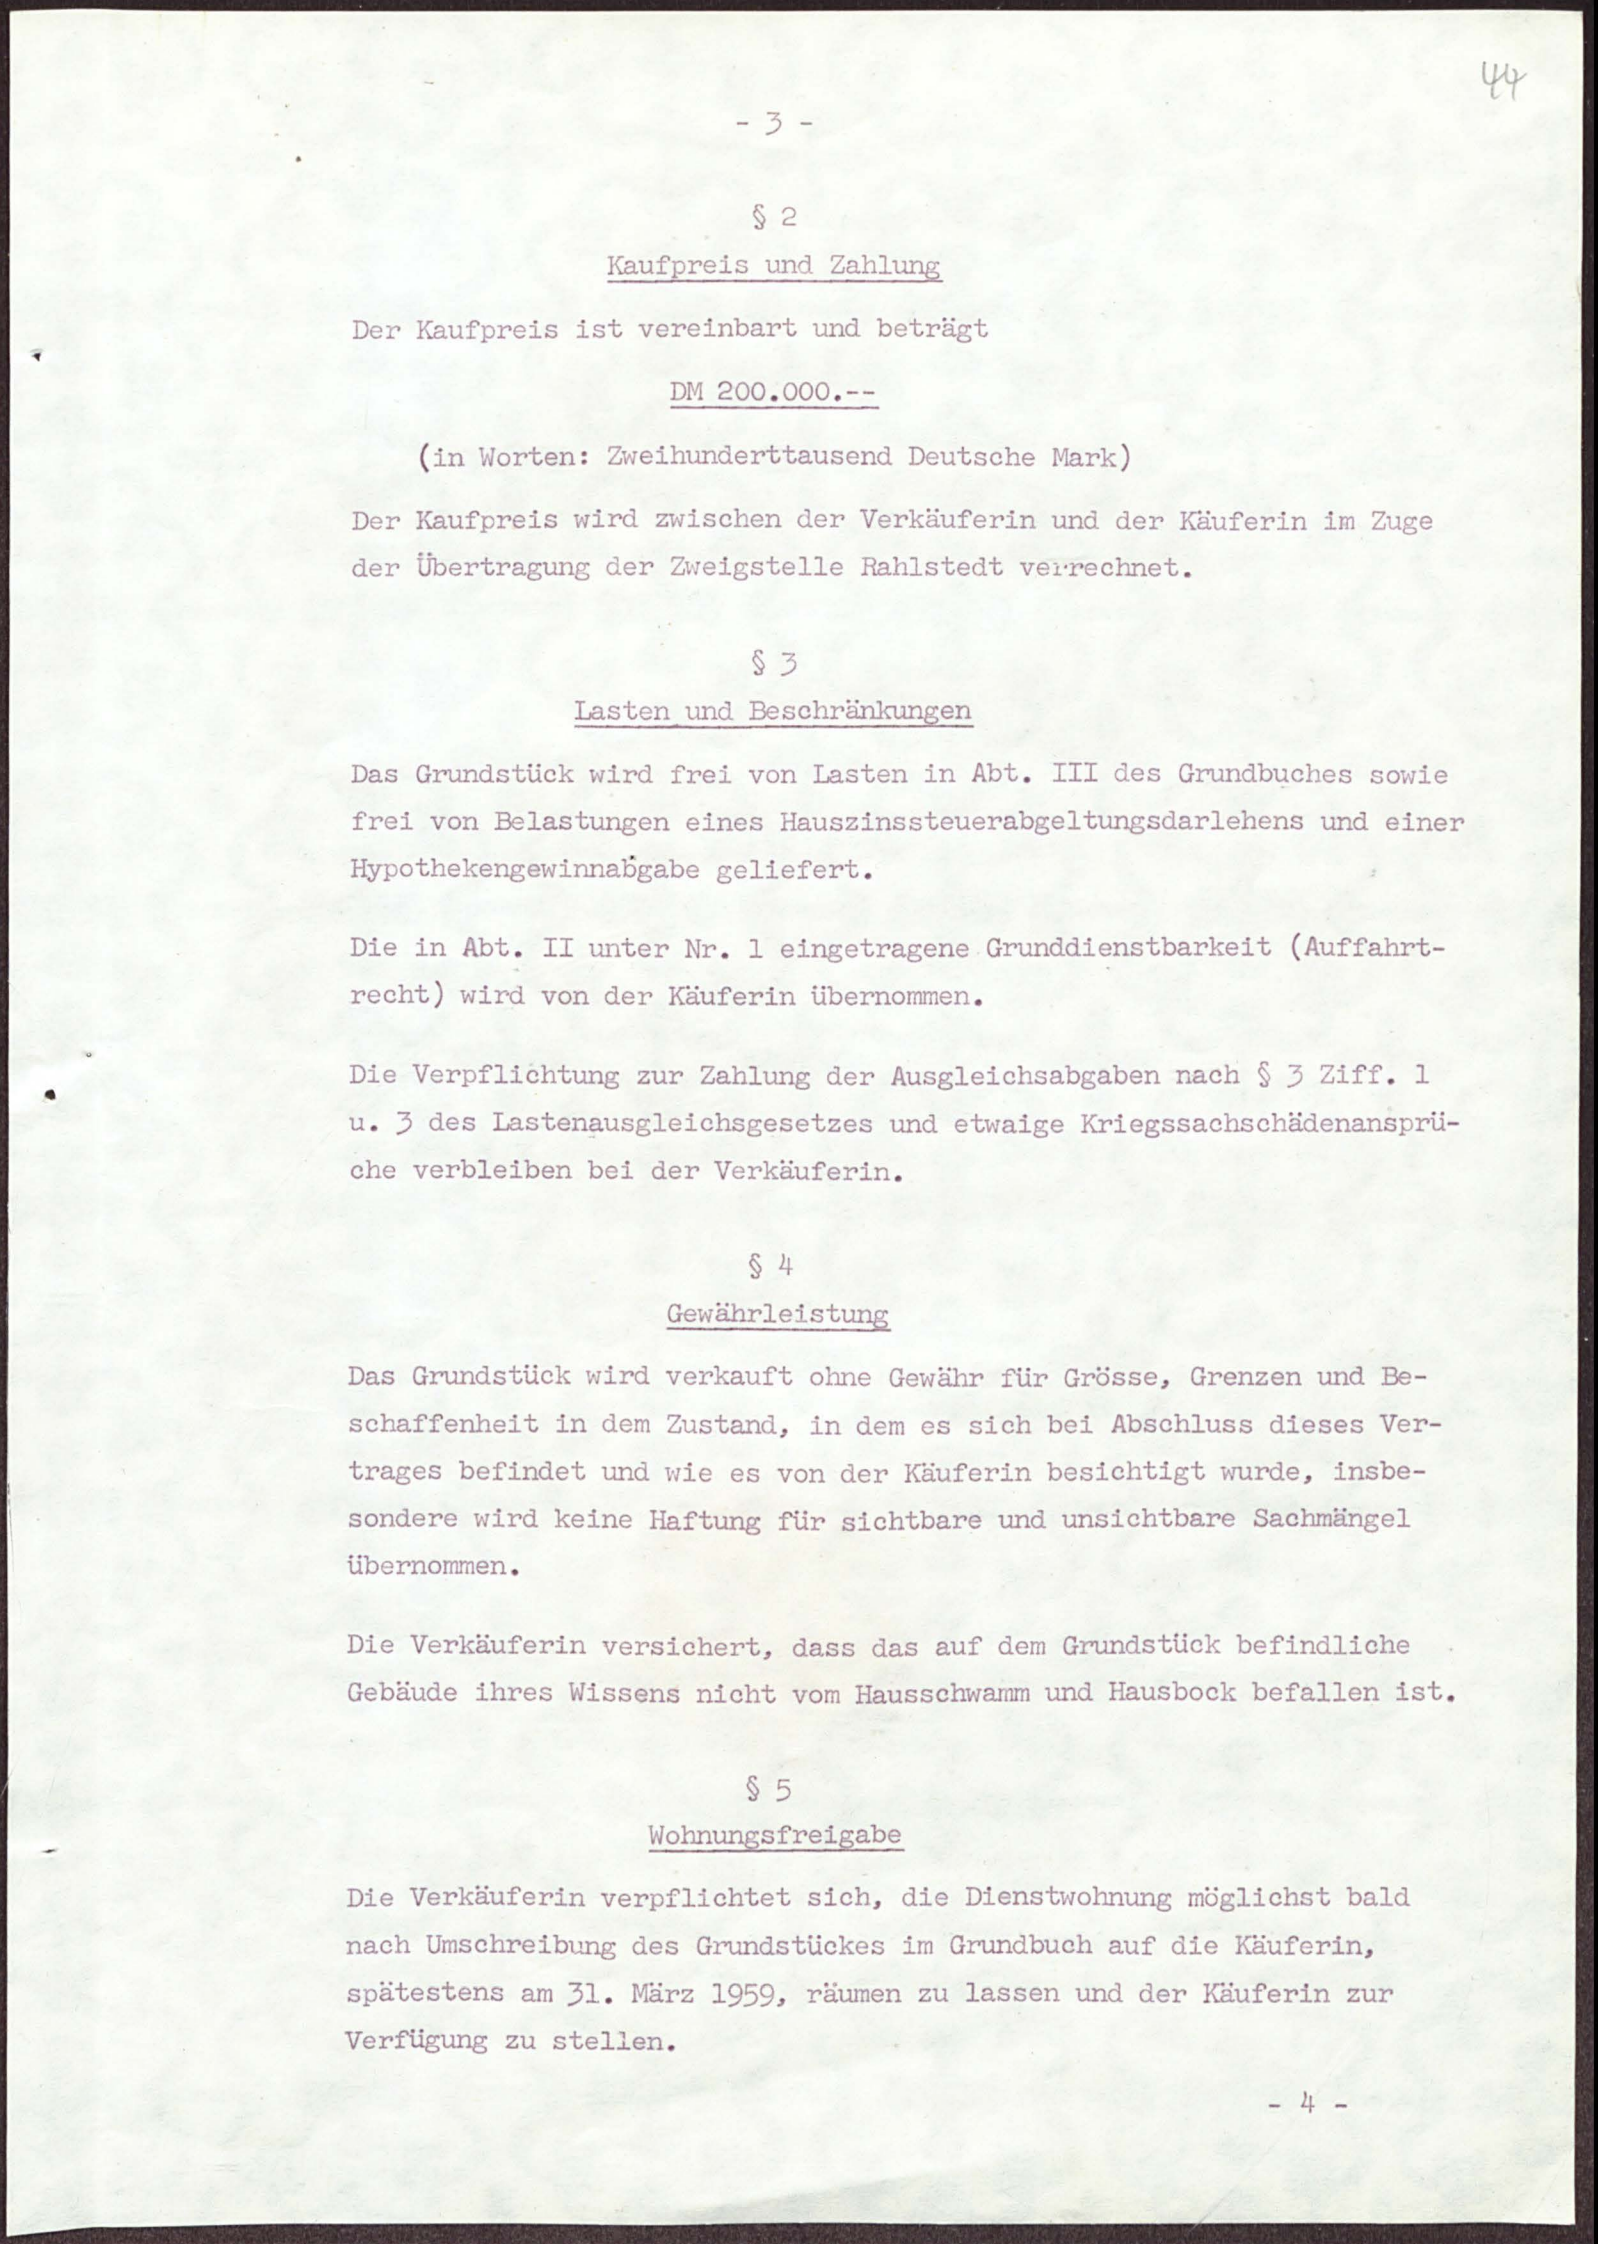 44
- 3 -
§ 2
Kaufpreis und Zahlung
Der Kaufpreis ist vereinbart und beträgt
DM 200.000.--
(in Worten: Zweihunderttausend Deutsche Mark)
Der Kaufpreis wird zwischen der Verkäuferin und der Käuferin im Zuge
der Übertragung der Zweigstelle Rahlstedt verrechnet.
§ 3
Lasten und Beschränkungen
Das Grundstück wird frei von Lasten in Abt. III des Grundbuches sowie
frei von Belastungen eines Hauszinssteuerabgeltungsdarlehens und einer
Hypothekengewinnabgabe geliefert.
Die in Abt. II unter Nr. 1 eingetragene Grunddienstbarkeit (Auffahrt-
recht) wird von der Käuferin übernommen.
Die Verpflichtung zur Zahlung der Ausgleichsabgaben nach § 3 Ziff. 1
u. 3 des Lastenausgleichsgesetzes und etwaige Kriegssachschädenansprü-
che verbleiben bei der Verkäuferin.
§ 4
Gewährleistung
Das Grundstück wird verkauft ohne Gewähr für Grösse, Grenzen und Be-
schaffenheit in dem Zustand, in dem es sich bei Abschluss dieses Ver-
trages befindet und wie es von der Käuferin besichtigt wurde, insbe-
sondere wird keine Haftung für sichtbare und unsichtbare Sachmängel
übernommen.
Die Verkäuferin versichert, dass das auf dem Grundstück befindliche
Gebäude ihres Wissens nicht vom Hausschwamm und Hausbock befallen ist.
§ 5
Wohnungsfreigabe
Die Verkäuferin verpflichtet sich, die Dienstwohnung möglichst bald
nach Umschreibung des Grundstückes im Grundbuch auf die Käuferin,
spätestens am 31. März 1959, räumen zu lassen und der Käuferin zur
Verfügung zu stellen.
- 4 -